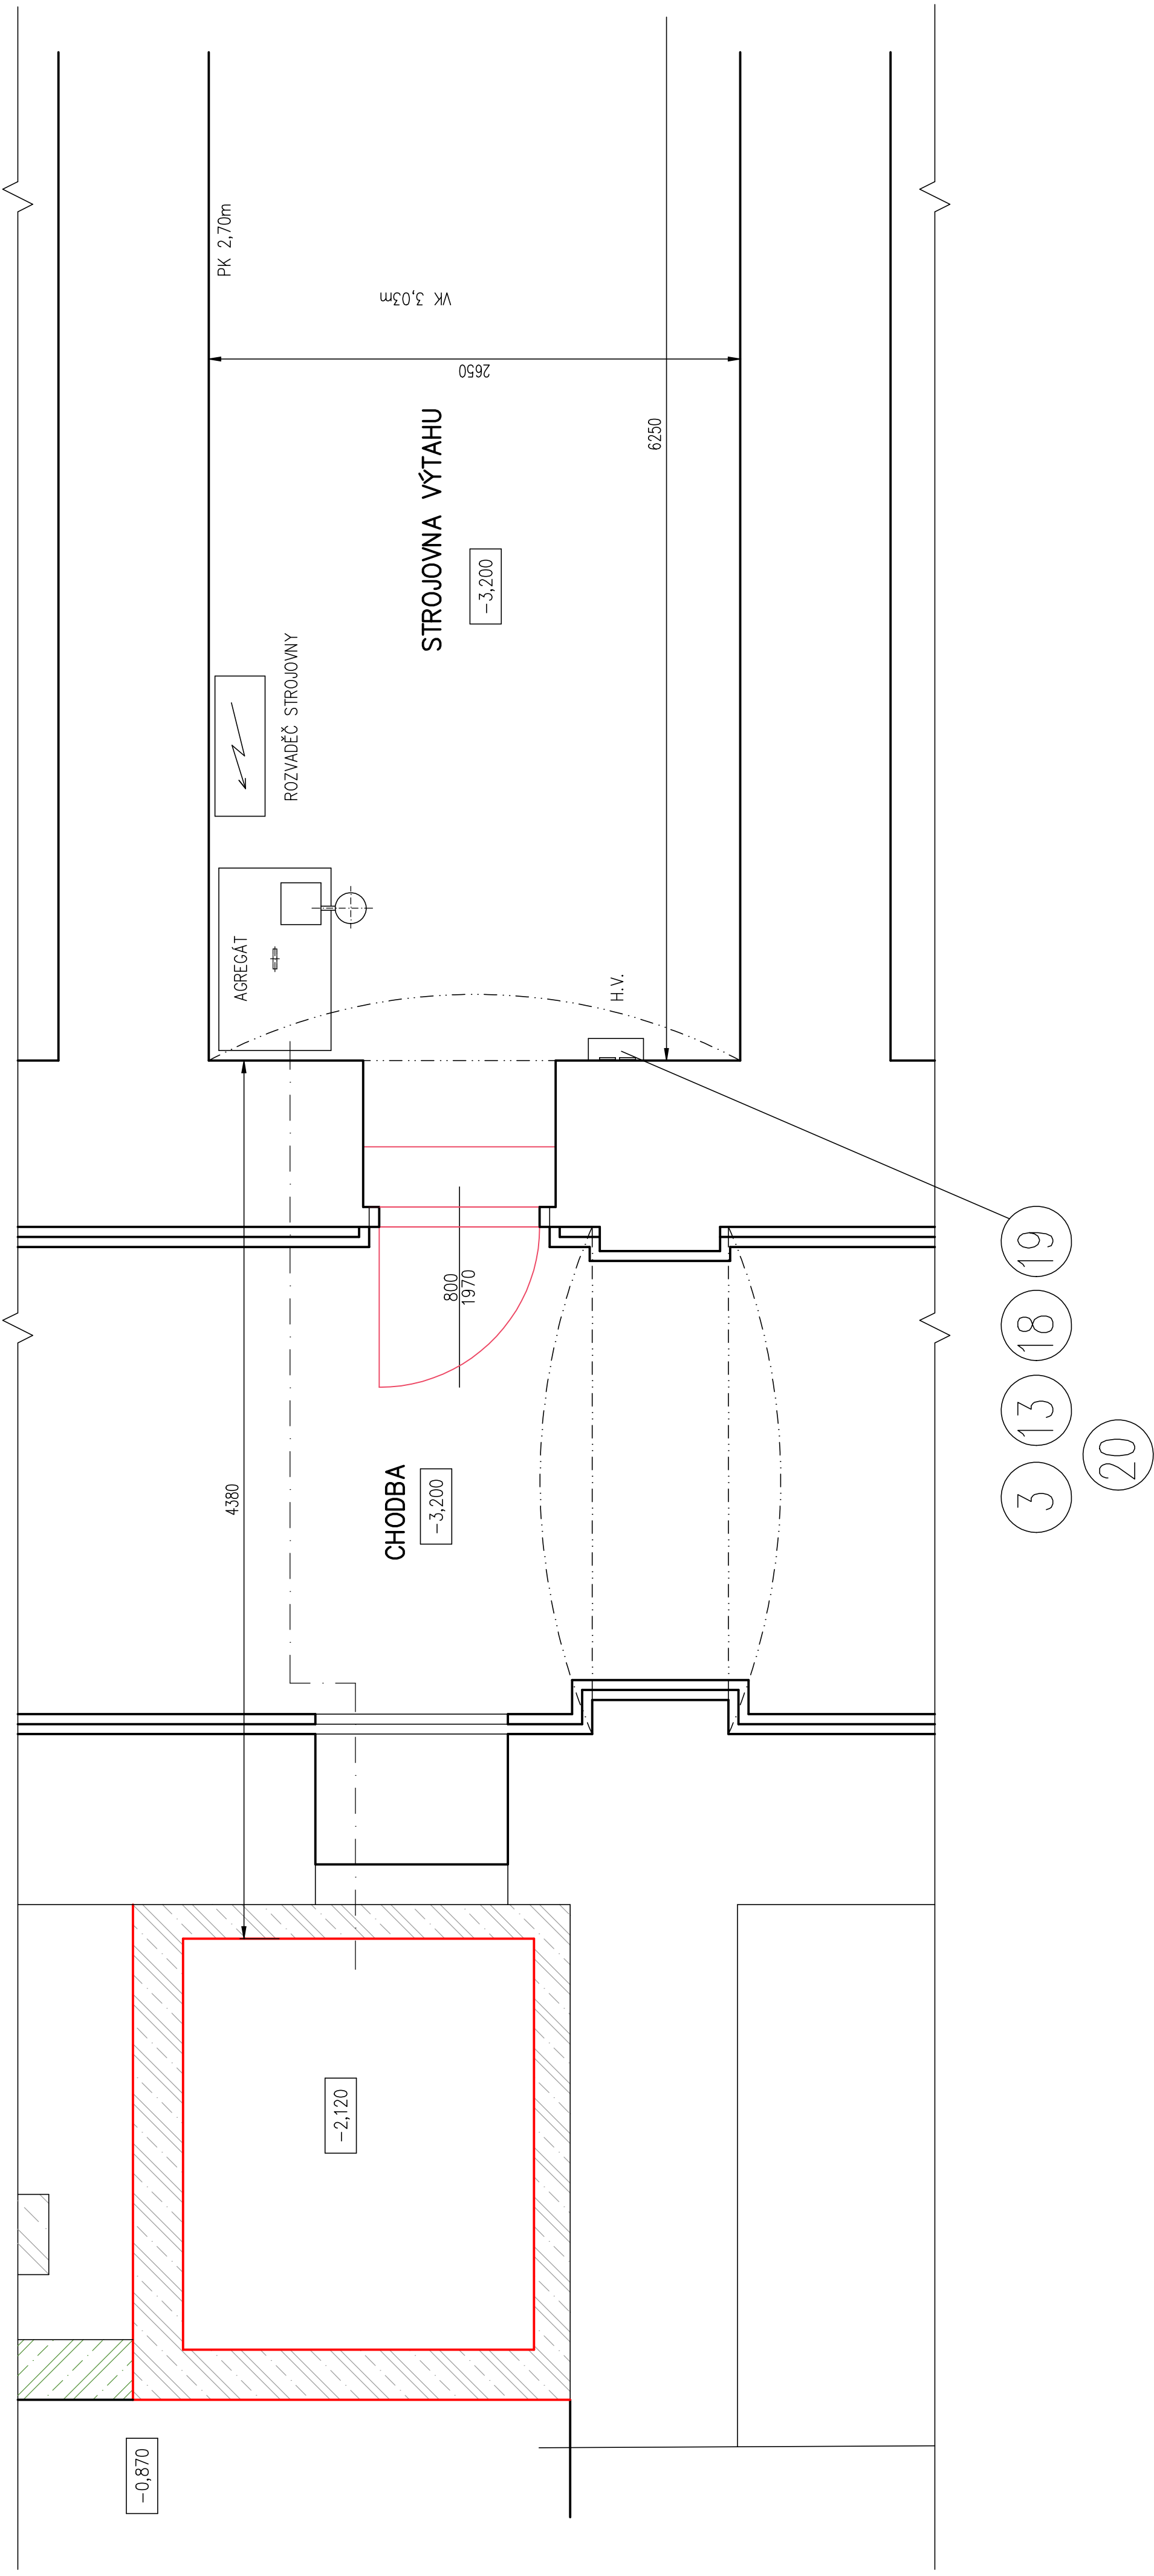 PK 2,70m
VK 3,03m
2650
6250
STROJOVNA VÝTAHU
-3,200
ROZVADĚČ STROJOVNY
AGREGÁT
H.V.
800
1970
4380
CHODBA
-3,200
3 13 18 19
20
-2,120
-0,870